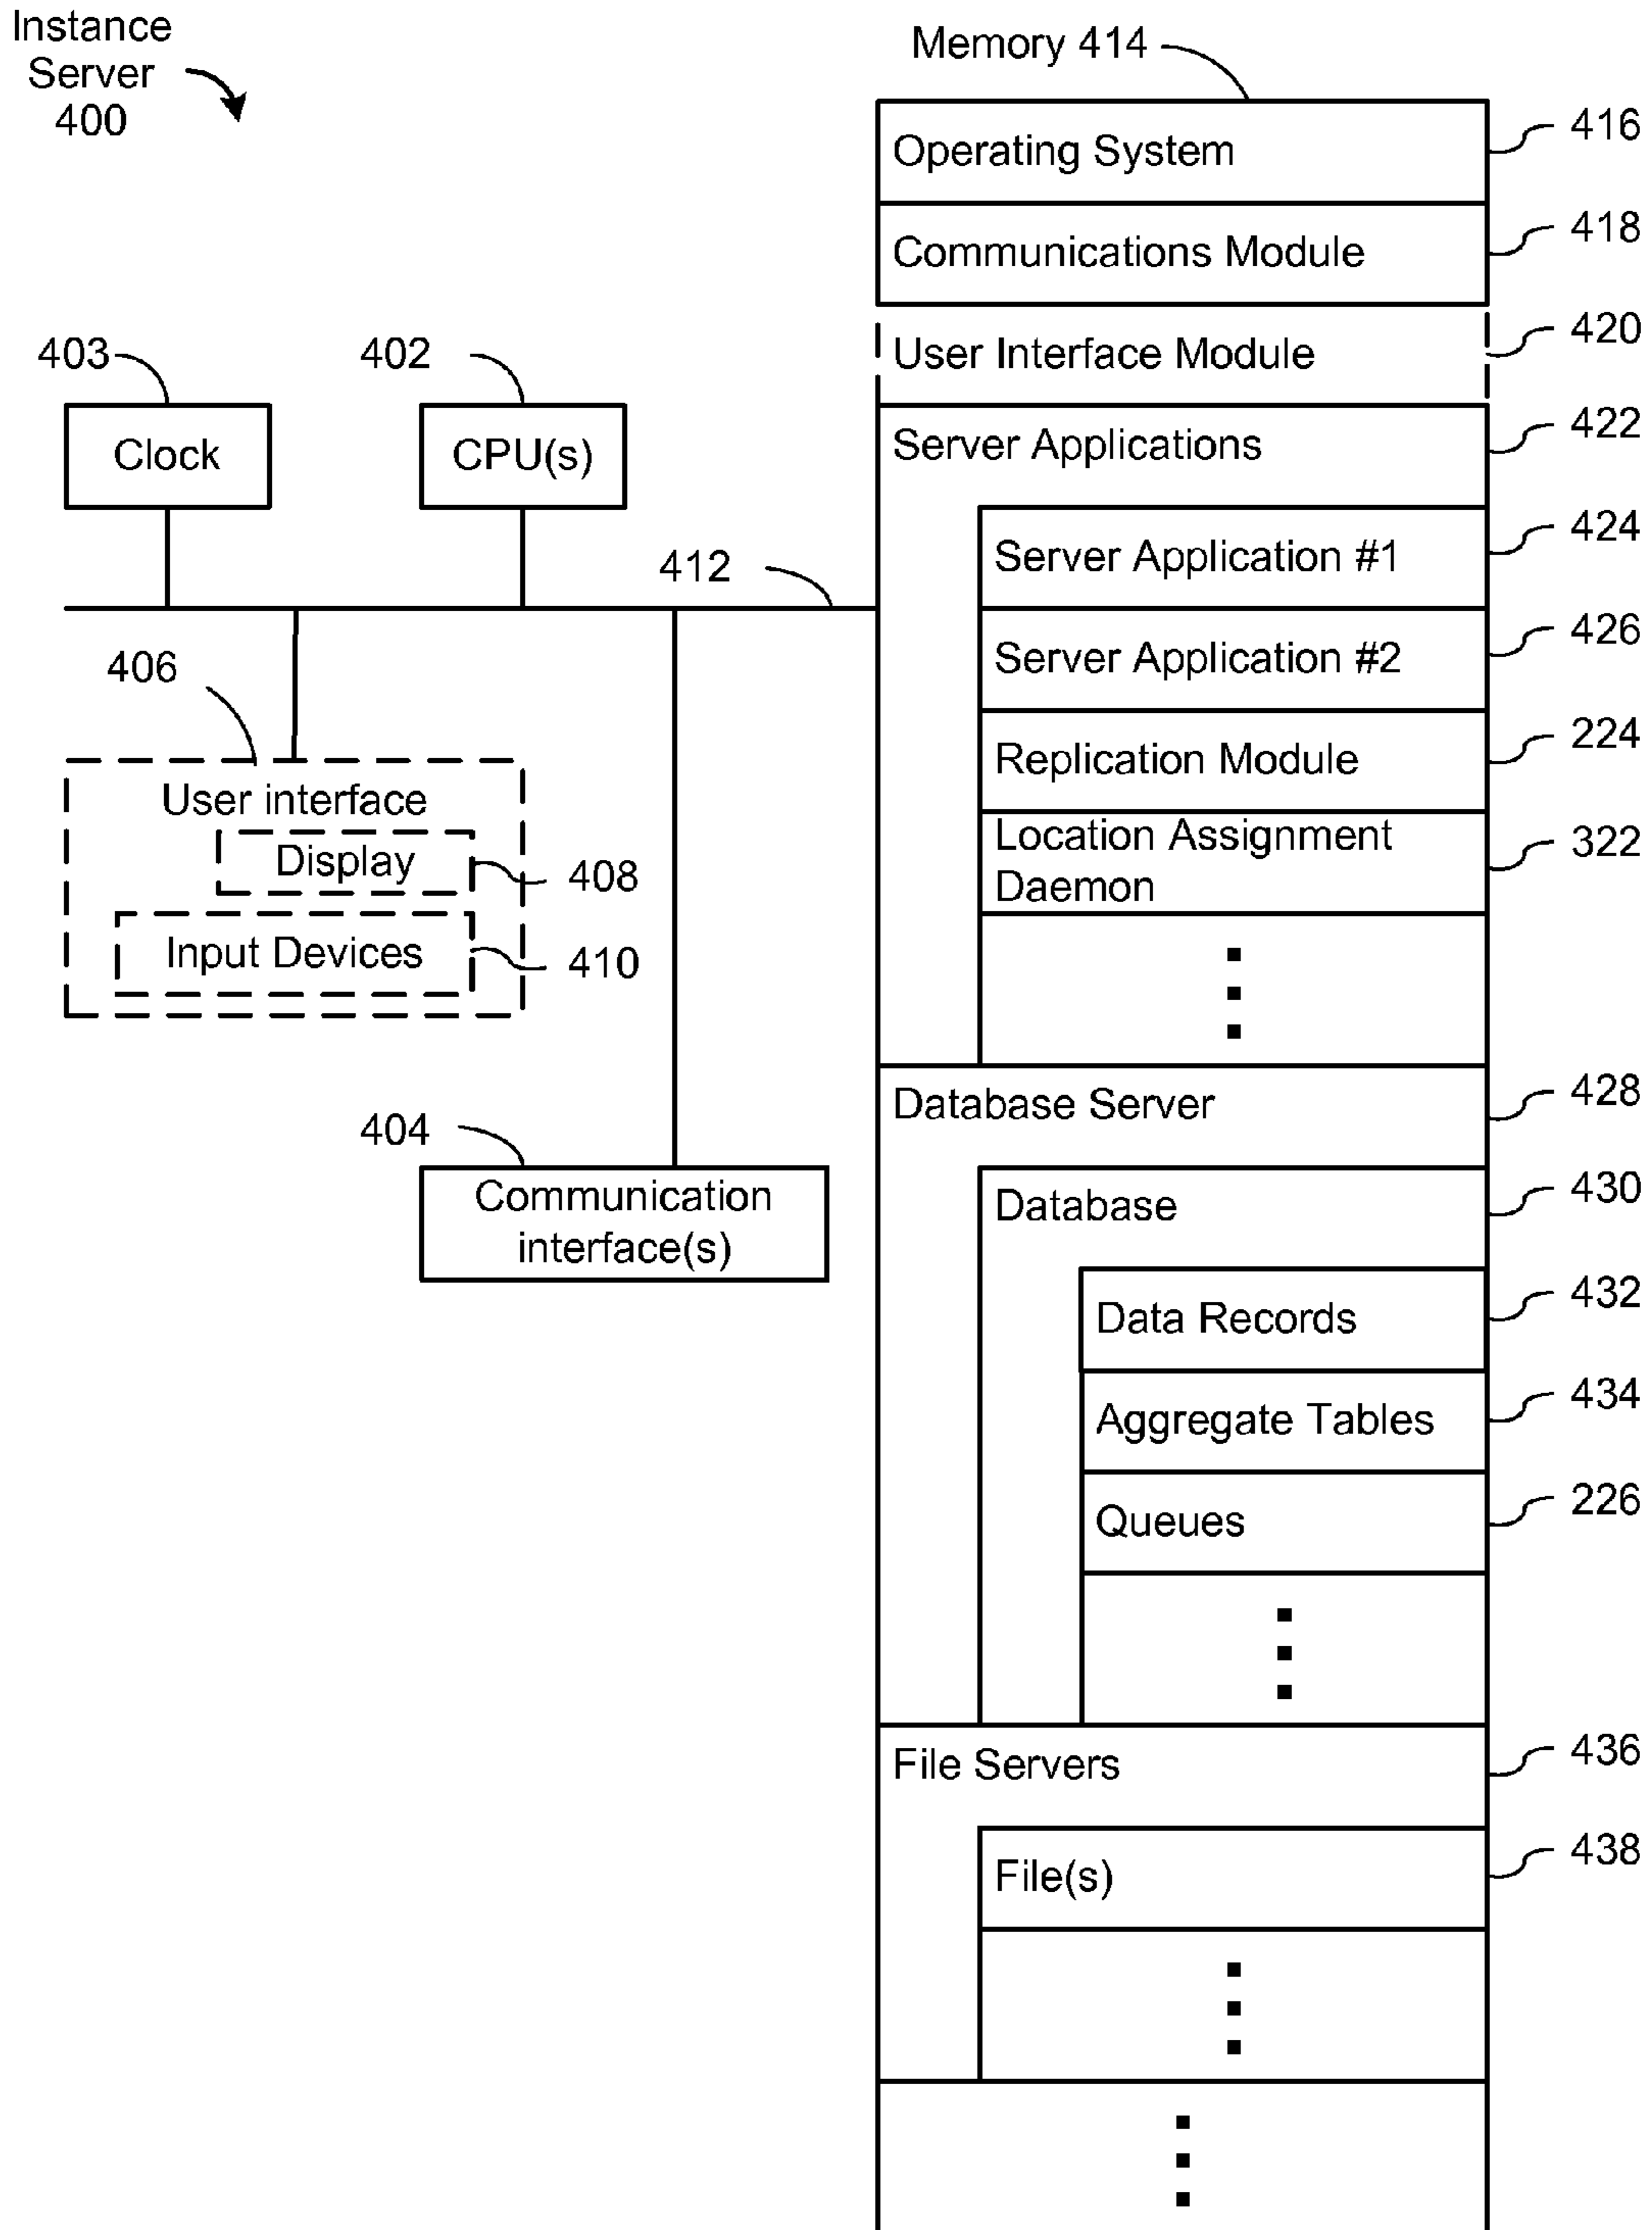 Instance
Server
400
Memory 414
Operating System
416
Communications Module
418
User Interface Module
420
403
402
Clock
CPU(s)
Server Applications
422
Server Application #1
424
412
Server Application #2
426
406
Replication Module
224
User interface
Display
408
Location Assignment
Daemon
322
Input Devices
410
Database Server
428
404
Communication
interface(s)
Database
430
Data Records
432
Aggregate Tables
434
Queues
226
File Servers
436
File(s)
438